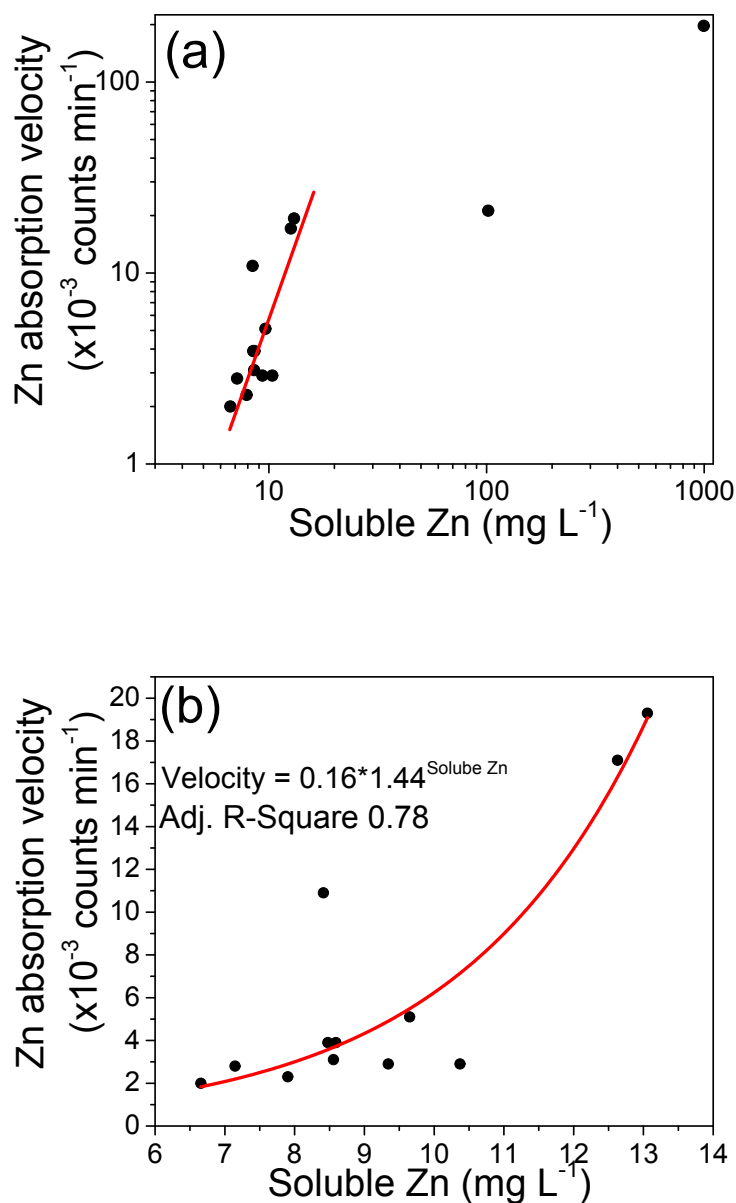 (a)
Zn absorption velocity
(x10⁻³ counts min⁻¹)
100
10
1
10
100
1000
Soluble Zn (mg L⁻¹)
(b)
Velocity = 0.16*1.44^Solube Zn
Adj. R-Square 0.78
Zn absorption velocity
(x10⁻³ counts min⁻¹)
20
18
16
14
12
10
8
6
4
2
0
6 7 8 9 10 11 12 13 14
Soluble Zn (mg L⁻¹)